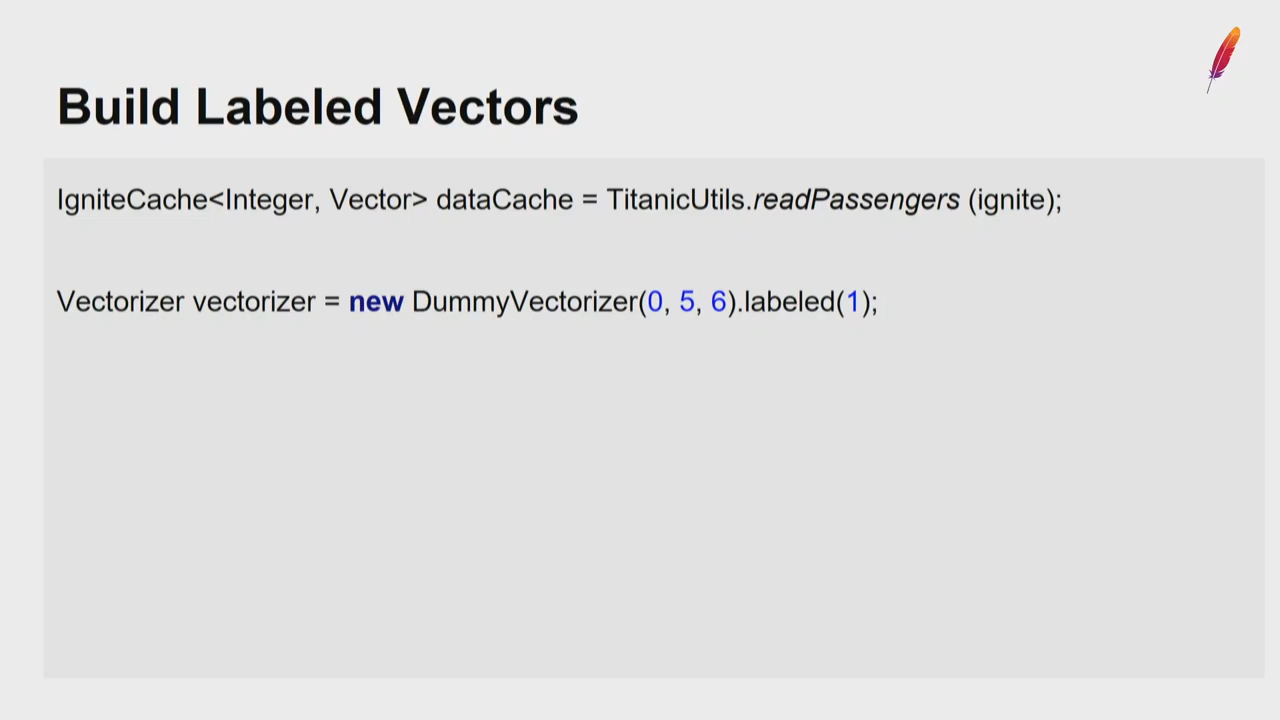 Build Labeled Vectors
IgniteCache<Integer, Vector> dataCache = TitanicUtils.readPassengers (ignite);
Vectorizer vectorizer = new DummyVectorizer(0, 5, 6).labeled(1);